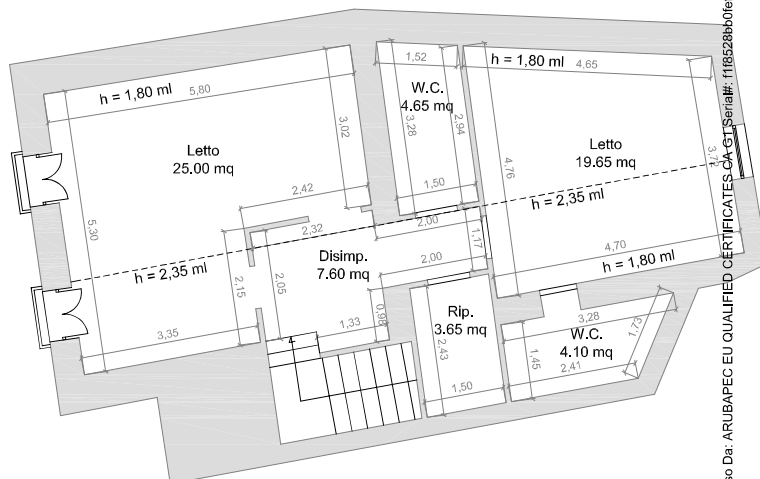 h = 1,80 ml
5,80
3,02
1,52
W.C.
4.65 mq
3,28
2,94
1,50
h = 1,80 ml
4,65
Letto
25.00 mq
Letto
19.65 mq
4,76
h = 2,35 ml
4,70
h = 1,80 ml
5,30
2,42
2,32
2,00
1,17
Disimp.
7.60 mq
2,00
h = 2,35 ml
2,15
2,05
0,98
1,33
3,35
Rip.
3.65 mq
2,43
1,50
3,28
1,73
W.C.
4.10 mq
1,45
2,41
so Da: ARUBAPEC EU QUALIFIED CERTIFICATES CA G1 Serial#: f1f8528bb0fe